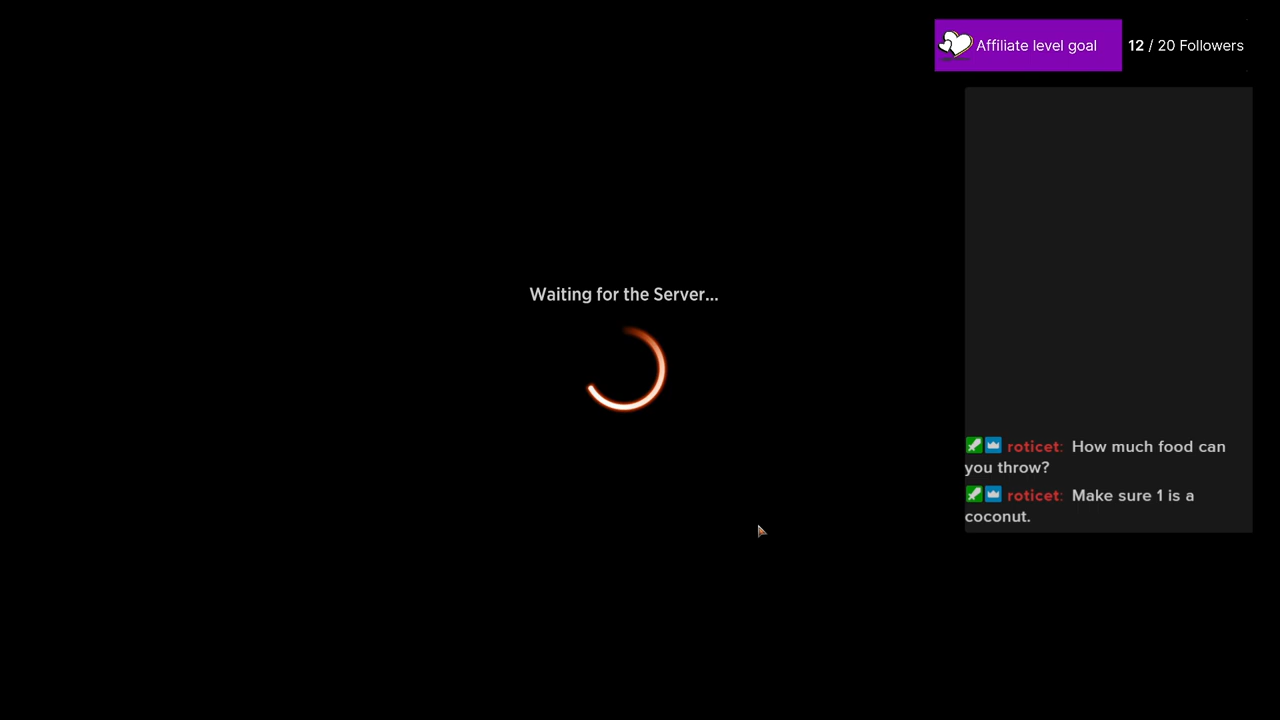 Affiliate level goal 12 / 20 Followers
Waiting for the Server...
roticet: How much food can
you throw?
roticet: Make sure 1 is a
coconut.